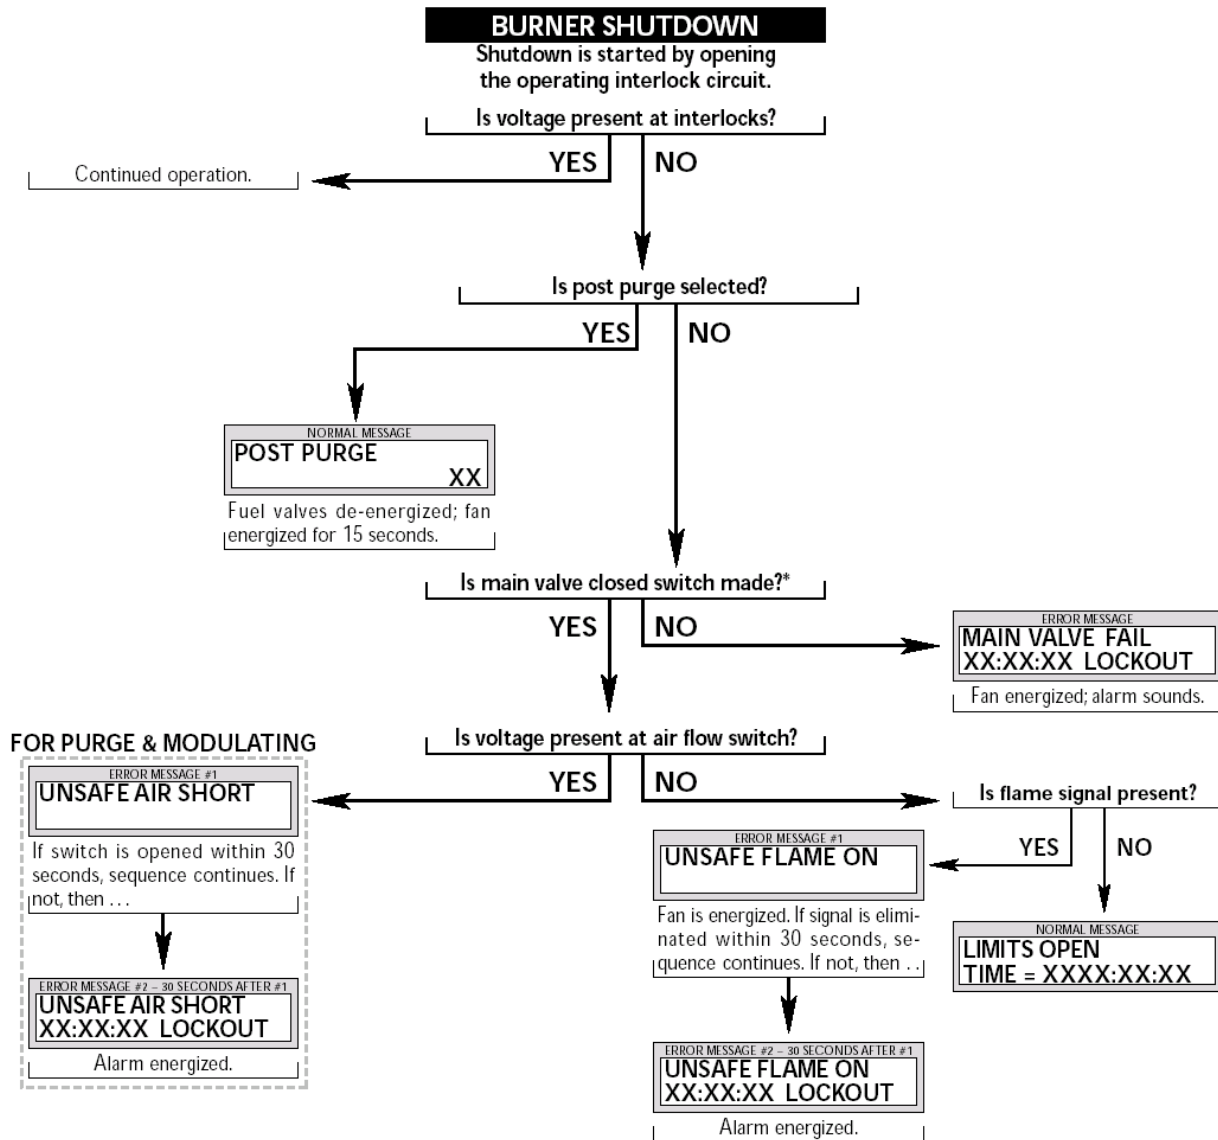 BURNER SHUTDOWN
Shutdown is started by opening
the operating interlock circuit.
Is voltage present at interlocks?
YES
NO
Continued operation.
Is post purge selected?
YES
NO
NORMAL MESSAGE
POST PURGE
XX
Fuel valves de-energized; fan
energized for 15 seconds.
Is main valve closed switch made?*
YES
NO
ERROR MESSAGE
MAIN VALVE FAIL
XX:XX:XX LOCKOUT
Fan energized; alarm sounds.
Is voltage present at air flow switch?
YES
NO
FOR PURGE & MODULATING
ERROR MESSAGE #1
UNSAFE AIR SHORT
If switch is opened within 30
seconds, sequence continues. If
not, then ...
ERROR MESSAGE #2 – 30 SECONDS AFTER #1
UNSAFE AIR SHORT
XX:XX:XX LOCKOUT
Alarm energized.
Is flame signal present?
YES
NO
ERROR MESSAGE #1
UNSAFE FLAME ON
Fan is energized. If signal is elimi-
nated within 30 seconds, se-
quence continues. If not, then ..
NORMAL MESSAGE
LIMITS OPEN
TIME = XXXX:XX:XX
ERROR MESSAGE #2 – 30 SECONDS AFTER #1
UNSAFE FLAME ON
XX:XX:XX LOCKOUT
Alarm energized.